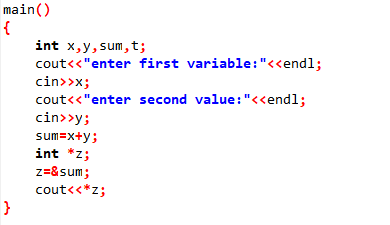 main()
{
int x,y,sum,t;
cout<<"enter first variable:"<<endl;
cin>>x;
cout<<"enter second value:"<<endl;
cin>>y;
sum=x+y;
int *z;
z=&sum;
cout<<*z;
}